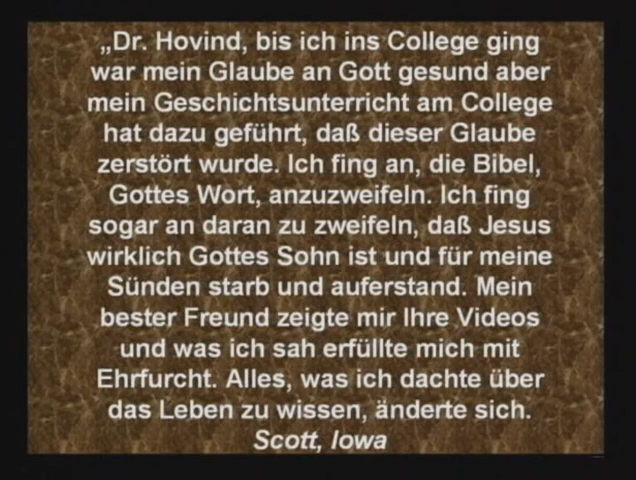 „Dr. Hovind, bis ich ins College ging
war mein Glaube an Gott gesund aber
mein Geschichtsunterricht am College
hat dazu geführt, daß dieser Glaube
zerstört wurde. Ich fing an, die Bibel,
Gottes Wort, anzuzweifeln. Ich fing
sogar an daran zu zweifeln, daß Jesus
wirklich Gottes Sohn ist und für meine
Sünden starb und auferstand. Mein
bester Freund zeigte mir Ihre Videos
und was ich sah erfüllte mich mit
Ehrfurcht. Alles, was ich dachte über
das Leben zu wissen, änderte sich.
Scott, Iowa